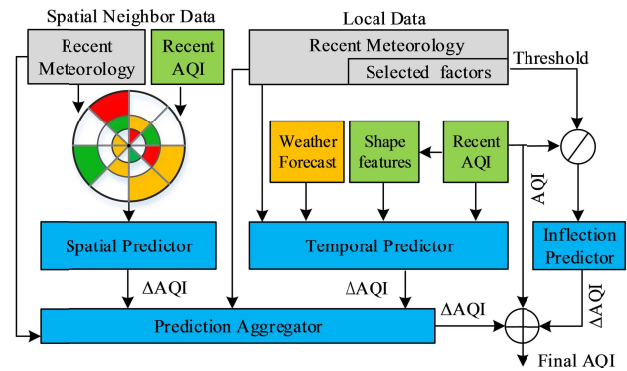 Spatial Neighbor Data
Local Data
Recent
Meteorology
Recent
AQI
Recent Meteorology
Selected factors
Threshold
Weather
Forecast
Shape
features
Recent
AQI
AQI
Spatial Predictor
Temporal Predictor
Inflection
Predictor
ΔAQI
ΔAQI
ΔAQI
ΔAQI
Prediction Aggregator
Final AQI